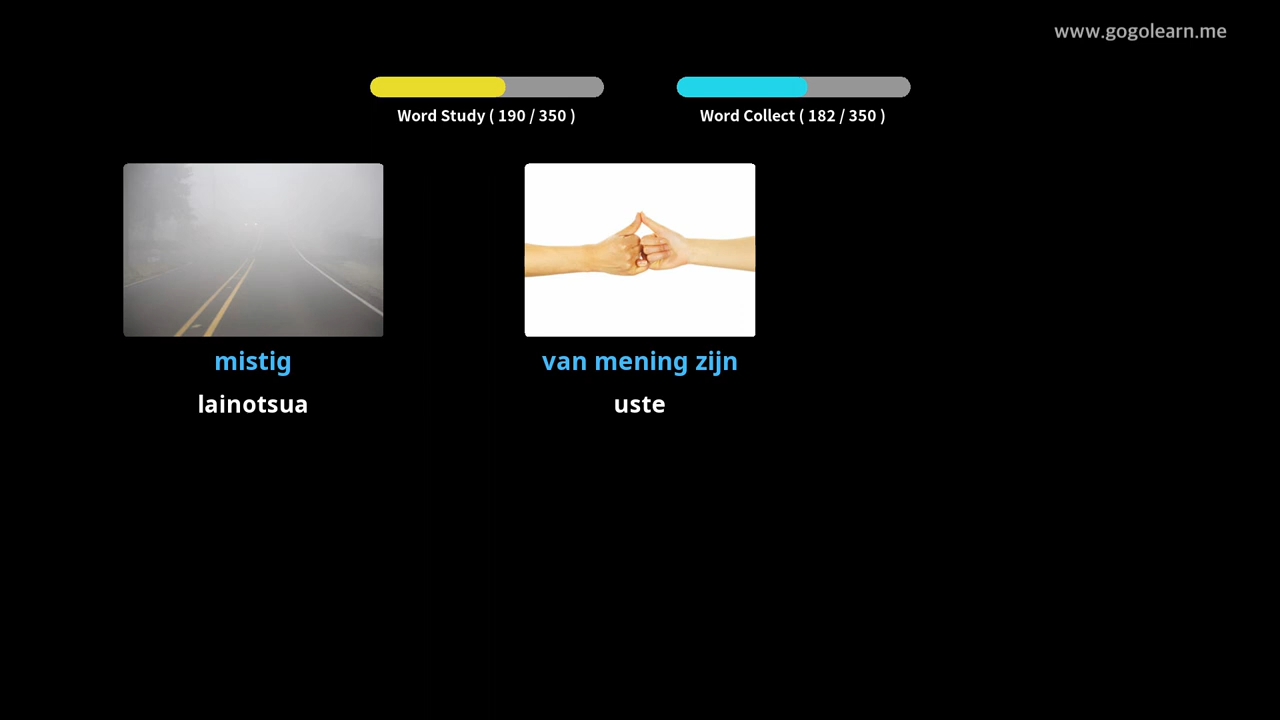 www.gogolearn.me
Word Study ( 190 / 350 )
Word Collect ( 182 / 350 )
mistig
van mening zijn
lainotsua
uste